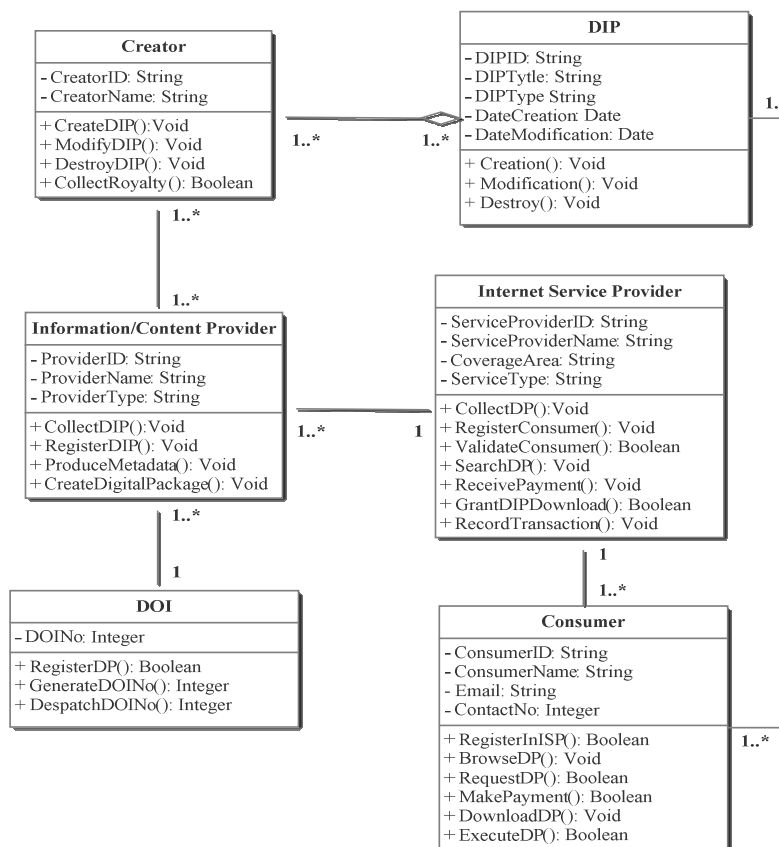 Creator
- CreatorID: String
- CreatorName: String
+ CreateDIP():Void
+ ModifyDIP(): Void
+ DestroyDIP(): Void
+ CollectRoyalty(): Boolean
1..*
1..*
DIP
- DIPID: String
- DIPTytle: String
- DIPType String
- DateCreation: Date
- DateModification: Date
+ Creation(): Void
+ Modification(): Void
+ Destroy(): Void
1..
1..*
1..*
Information/Content Provider
- ProviderID: String
- ProviderName: String
- ProviderType: String
+ CollectDIP():Void
+ RegisterDIP(): Void
+ ProduceMetadata(): Void
+ CreateDigitalPackage(): Void
1..*
1
Internet Service Provider
- ServiceProviderID: String
- ServiceProviderName: String
- CoverageArea: String
- ServiceType: String
+ CollectDP():Void
+ RegisterConsumer(): Void
+ ValidateConsumer(): Boolean
+ SearchDP(): Void
+ ReceivePayment(): Void
+ GrantDIPDownload(): Boolean
+ RecordTransaction(): Void
1..*
1
DOI
- DOINo: Integer
+ RegisterDP(): Boolean
+ GenerateDOINo(): Integer
+ DespatchDOINo(): Integer
1
1..*
Consumer
- ConsumerID: String
- ConsumerName: String
- Email: String
- ContactNo: Integer
+ RegisterInISP(): Boolean
+ BrowseDP(): Void
+ RequestDP(): Boolean
+ MakePayment(): Boolean
+ DownloadDP(): Void
+ ExecuteDP(): Boolean
1..*